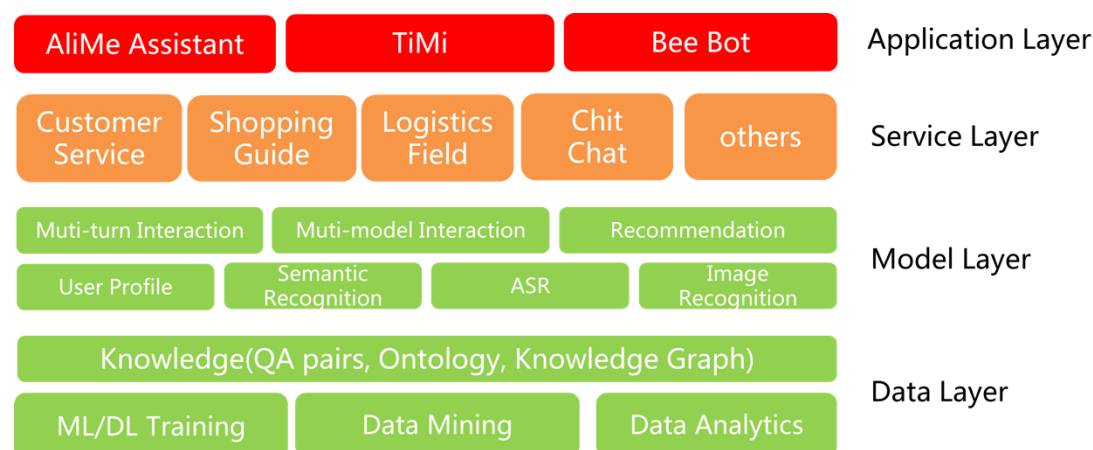 AliMe Assistant
TiMi
Bee Bot
Application Layer
Customer
Service
Shopping
Guide
Logistics
Field
Chit
Chat
others
Service Layer
Muti-turn Interaction
Muti-model Interaction
Recommendation
User Profile
Semantic
Recognition
ASR
Image
Recognition
Model Layer
Knowledge(QA pairs, Ontology, Knowledge Graph)
ML/DL Training
Data Mining
Data Analytics
Data Layer